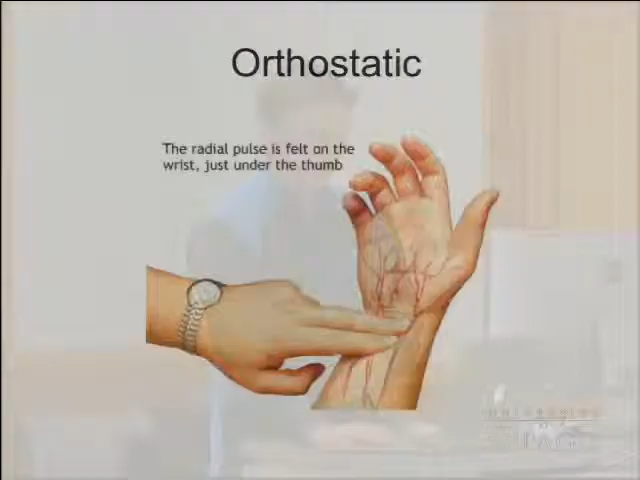 Orthostatic
The radial pulse is felt on the
wrist, just under the thumb